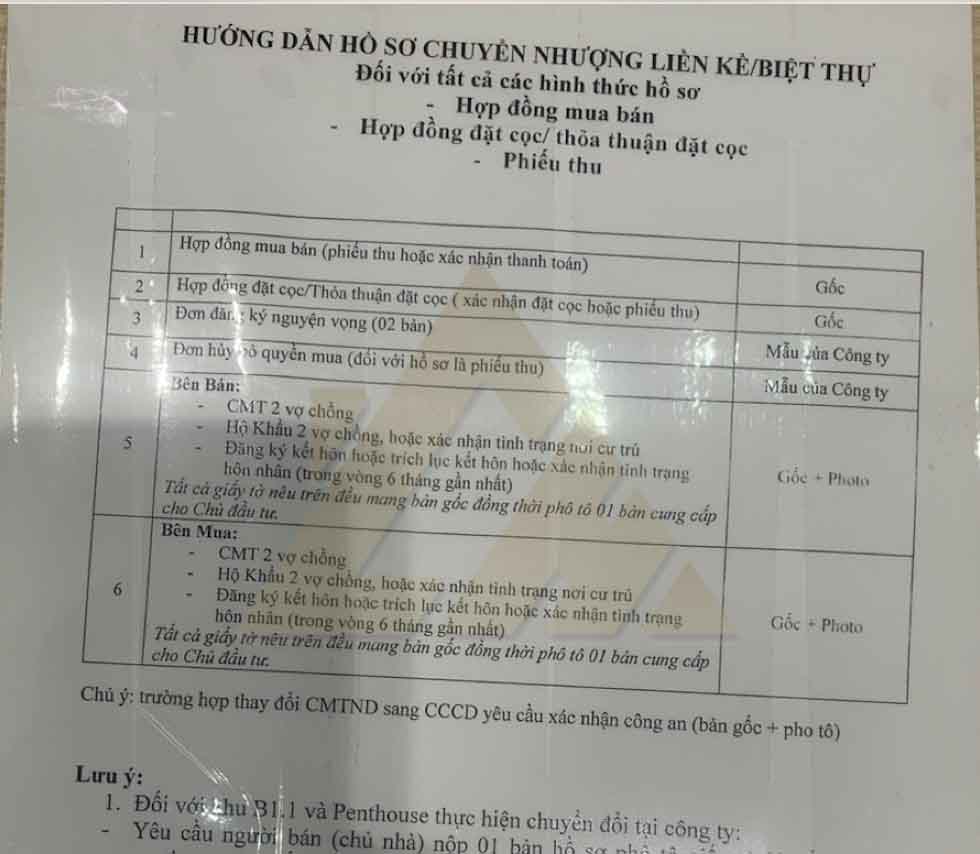 HƯỚNG DẪN HỒ SƠ CHUYỂN NHƯỢNG LIỀN KỀ/BIỆT THỰ
Đối với tất cả các hình thức hồ sơ
- Hợp đồng mua bán
- Hợp đồng đặt cọc/ thỏa thuận đặt cọc
- Phiếu thu
1 Hợp đồng mua bán (phiếu thu hoặc xác nhận thanh toán) Gốc
2 Hợp đồng đặt cọc/Thỏa thuận đặt cọc ( xác nhận đặt cọc hoặc phiếu thu) Gốc
3 Đơn đăng ký nguyện vọng (02 bản) Mẫu của Công ty
4 Đơn hủy bỏ quyền mua (đối với hồ sơ là phiếu thu) Mẫu của Công ty
5 Bên Bán:
- CMT 2 vợ chồng
- Hộ Khẩu 2 vợ chồng, hoặc xác nhận tình trạng nơi cư trú
- Đăng ký kết hôn hoặc trích lục kết hôn hoặc xác nhận tình trạng
hôn nhân (trong vòng 6 tháng gần nhất) Gốc + Photo
Tất cả giấy tờ nêu trên đều mang bản gốc đồng thời phô tô 01 bản cung cấp
cho Chủ đầu tư.
6 Bên Mua:
- CMT 2 vợ chồng
- Hộ Khẩu 2 vợ chồng, hoặc xác nhận tình trạng nơi cư trú
- Đăng ký kết hôn hoặc trích lục kết hôn hoặc xác nhận tình trạng
hôn nhân (trong vòng 6 tháng gần nhất) Gốc + Photo
Tất cả giấy tờ nêu trên đều mang bản gốc đồng thời phô tô 01 bản cung cấp
cho Chủ đầu tư.
Chủ ý: trường hợp thay đổi CMTND sang CCCD yêu cầu xác nhận công an (bản gốc + pho tô)
Lưu ý:
1. Đối với khu B1.1 và Penthouse thực hiện chuyển đổi tại công ty:
- Yêu cầu người bán (chủ nhà) nộp 01 bản hồ sơ